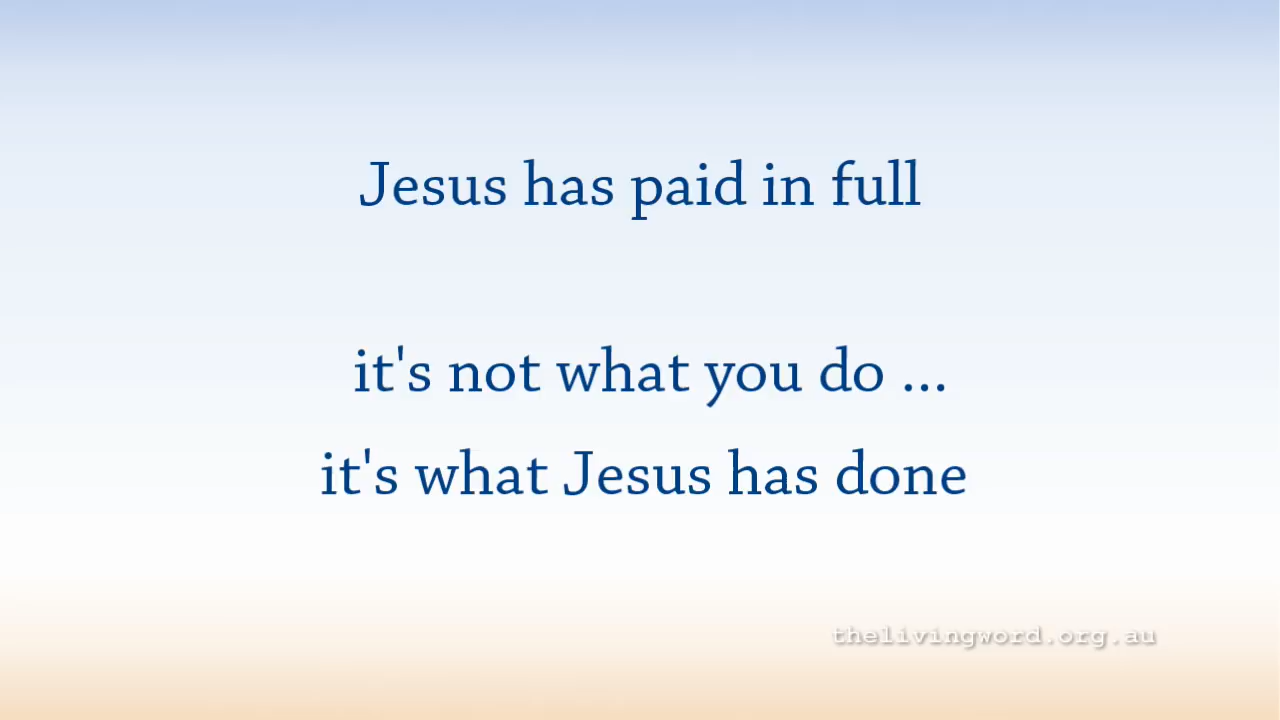 Jesus has paid in full
it's not what you do ...
it's what Jesus has done
thelivingword.org.au